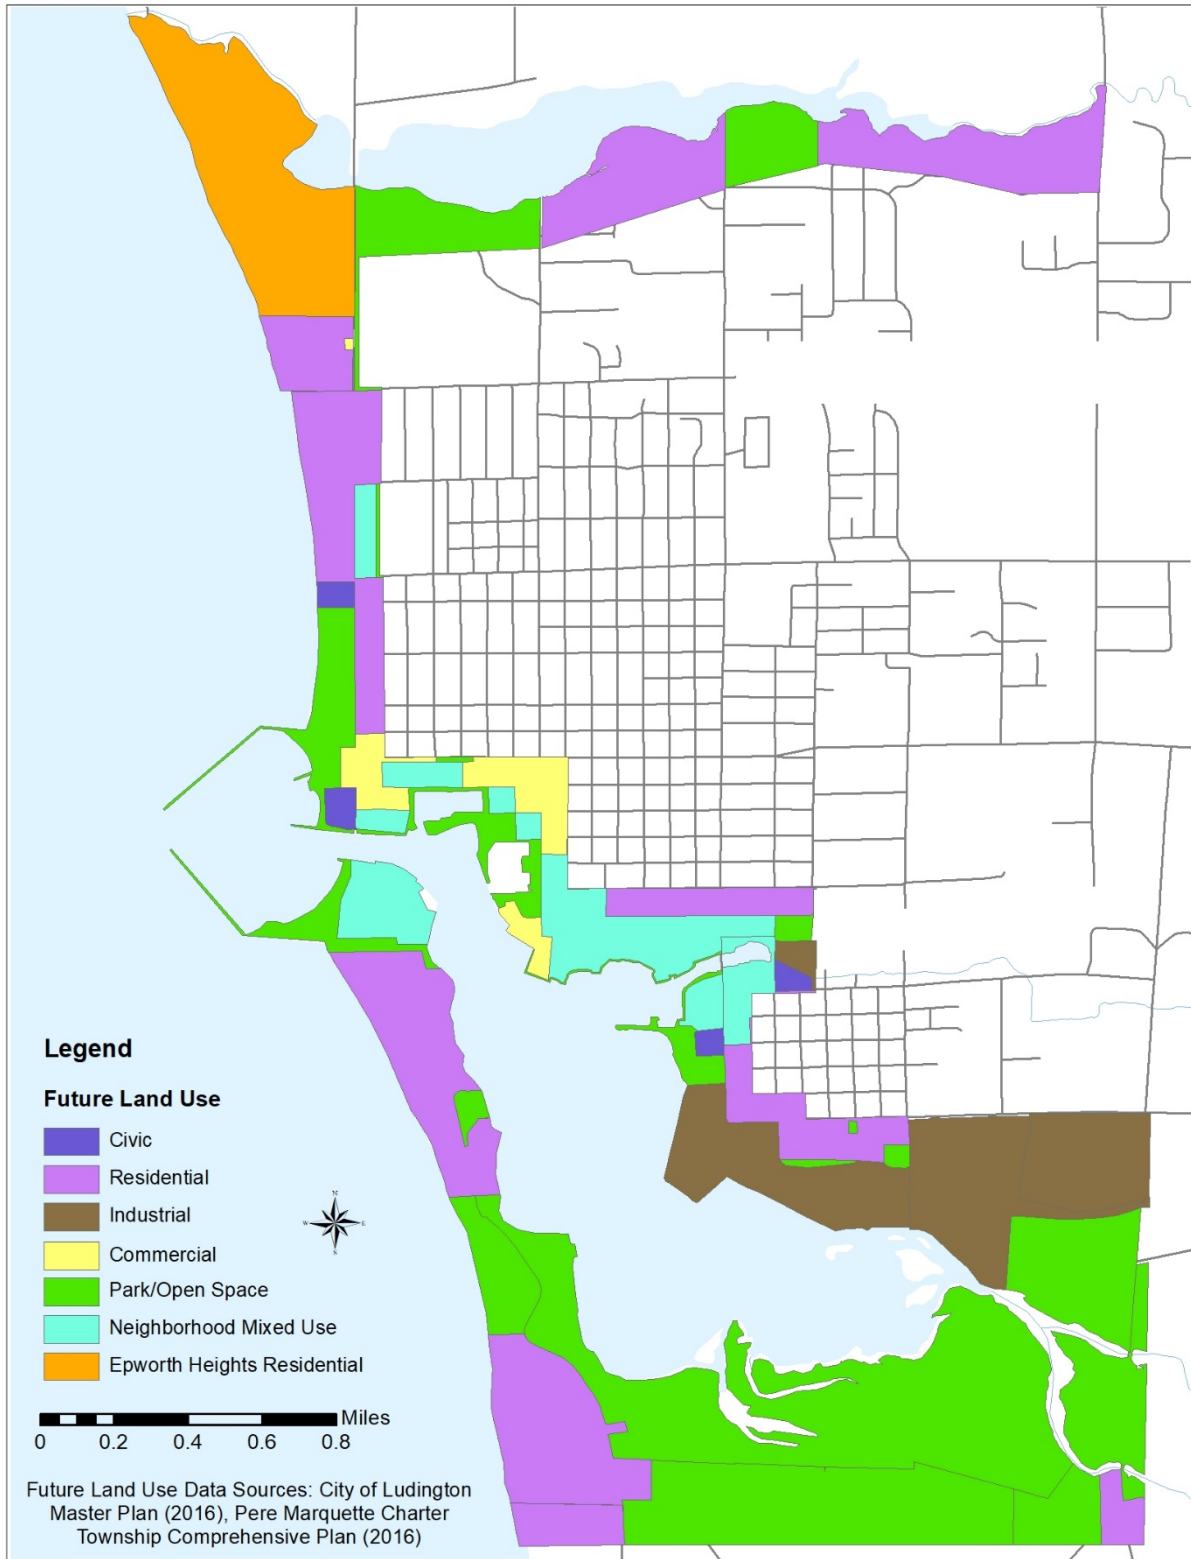 Legend
Future Land Use
Civic
Residential
Industrial
Commercial
Park/Open Space
Neighborhood Mixed Use
Epworth Heights Residential
N
W E
S
Miles
0 0.2 0.4 0.6 0.8
Future Land Use Data Sources: City of Ludington
Master Plan (2016), Pere Marquette Charter
Township Comprehensive Plan (2016)